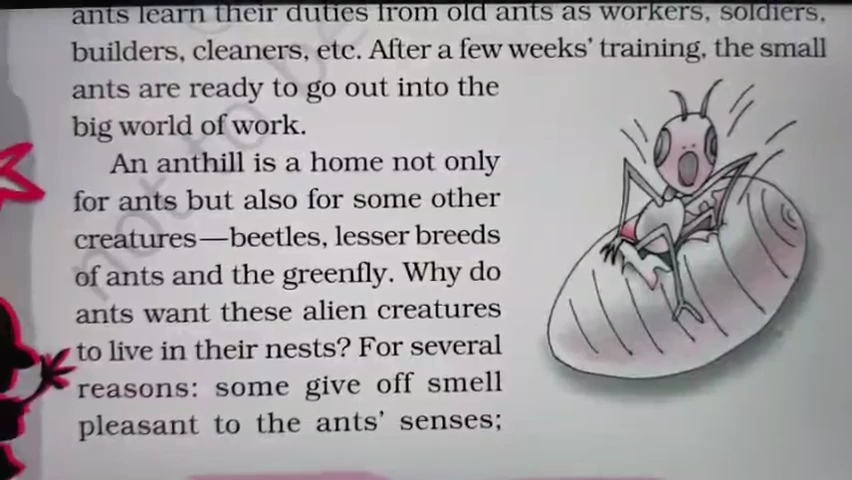 ants learn their duties from old ants as workers, soldiers,
builders, cleaners, etc. After a few weeks’ training, the small
ants are ready to go out into the
big world of work.
An anthill is a home not only
for ants but also for some other
creatures—beetles, lesser breeds
of ants and the greenfly. Why do
ants want these alien creatures
to live in their nests? For several
reasons: some give off smell
pleasant to the ants’ senses;
not to b